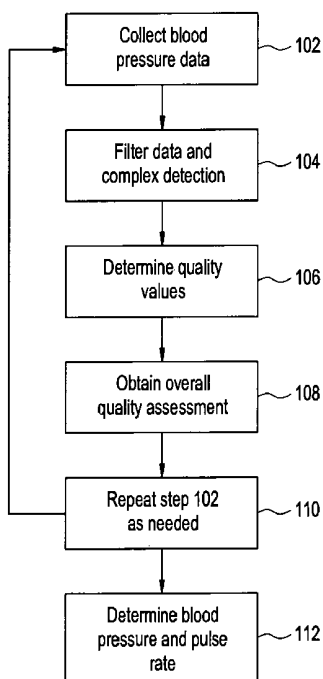 Collect blood
pressure data
102
Filter data and
complex detection
104
Determine quality
values
106
Obtain overall
quality assessment
108
Repeat step 102
as needed
110
Determine blood
pressure and pulse
rate
112